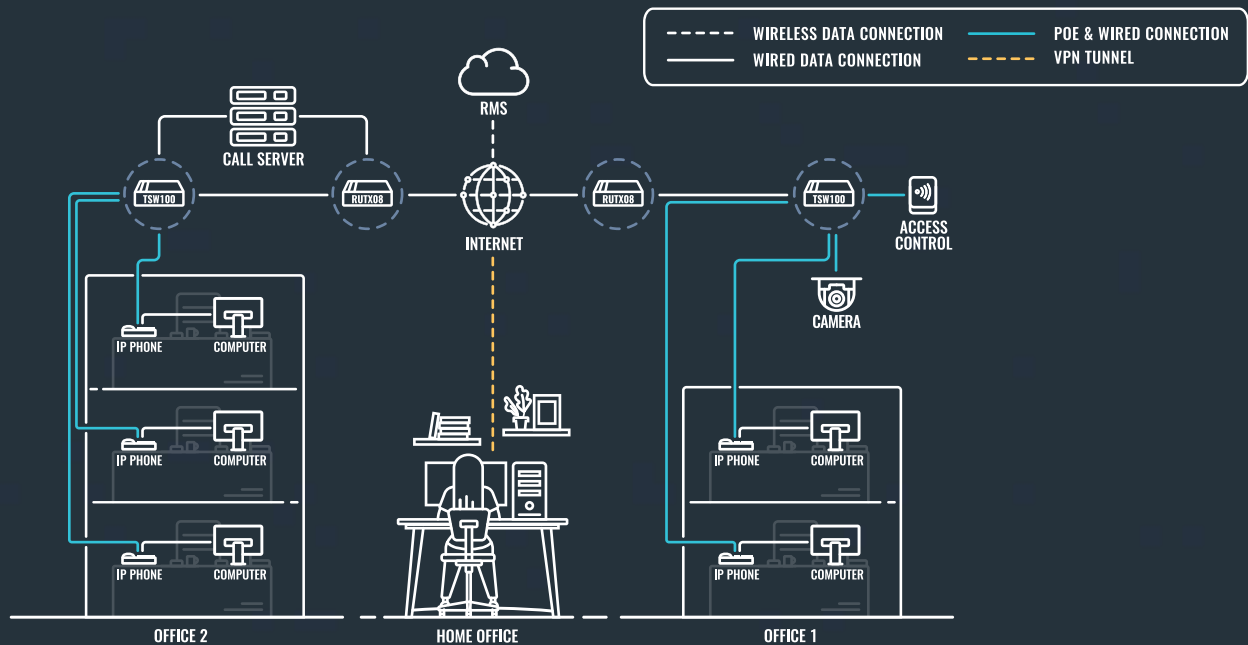 WIRELESS DATA CONNECTION
POE & WIRED CONNECTION
WIRED DATA CONNECTION
VPN TUNNEL
RMS
CALL SERVER
TSW100
RUTX08
INTERNET
RUTX08
TSW100
ACCESS
CONTROL
CAMERA
IP PHONE
COMPUTER
IP PHONE
COMPUTER
IP PHONE
COMPUTER
IP PHONE
COMPUTER
IP PHONE
COMPUTER
OFFICE 2
HOME OFFICE
OFFICE 1